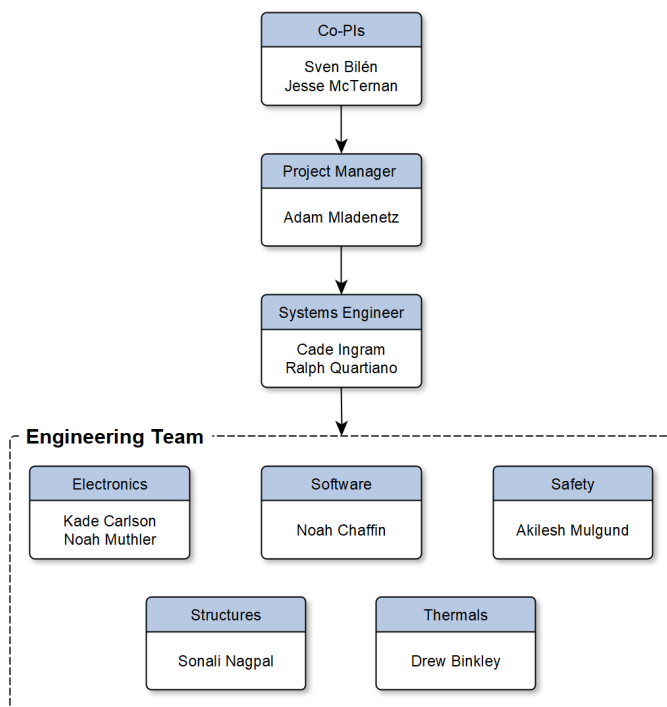 Co-PIs
Sven Bilén
Jesse McTernan
Project Manager
Adam Mladenetz
Systems Engineer
Cade Ingram
Ralph Quartiano
Engineering Team
Electronics
Kade Carlson
Noah Muthler
Software
Noah Chaffin
Safety
Akilesh Mulgund
Structures
Sonali Nagpal
Thermals
Drew Binkley